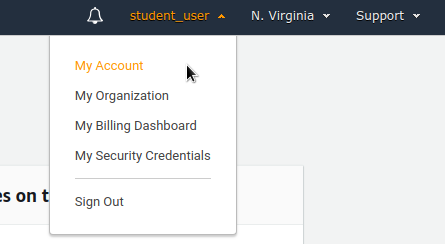 student_user N. Virginia Support
My Account
My Organization
My Billing Dashboard
My Security Credentials
es on t
Sign Out